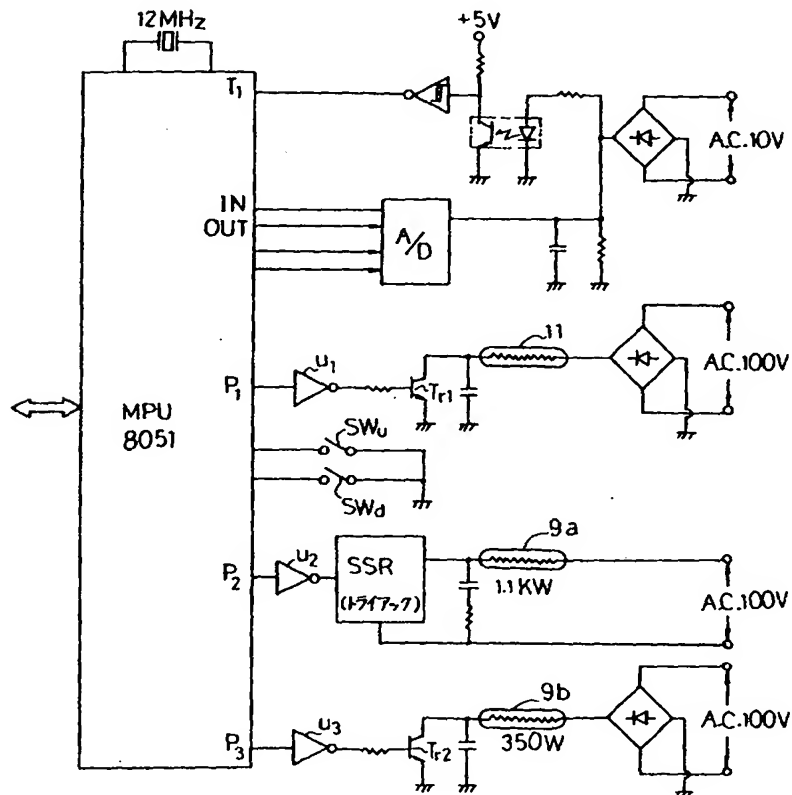 12MHz
+5V
T1
A.C.10V
IN
OUT
A/D
11
P1
u1
Tr1
A.C.100V
MPU
8051
SWu
SWd
9a
P2
u2
SSR
(トライアック)
1.1KW
A.C.100V
9b
P3
u3
Tr2
350W
A.C.100V